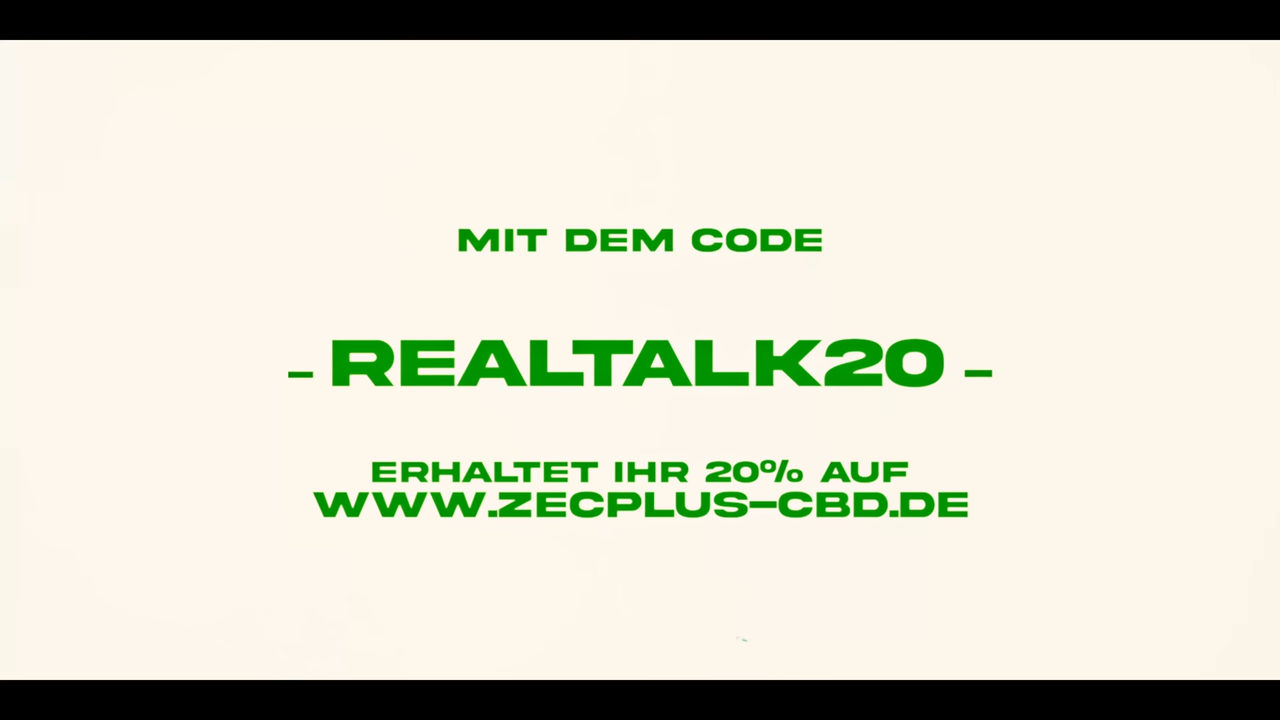 MIT DEM CODE
- REALTALK20 -
ERHALTET IHR 20% AUF
WWW.ZECPLUS-CBD.DE